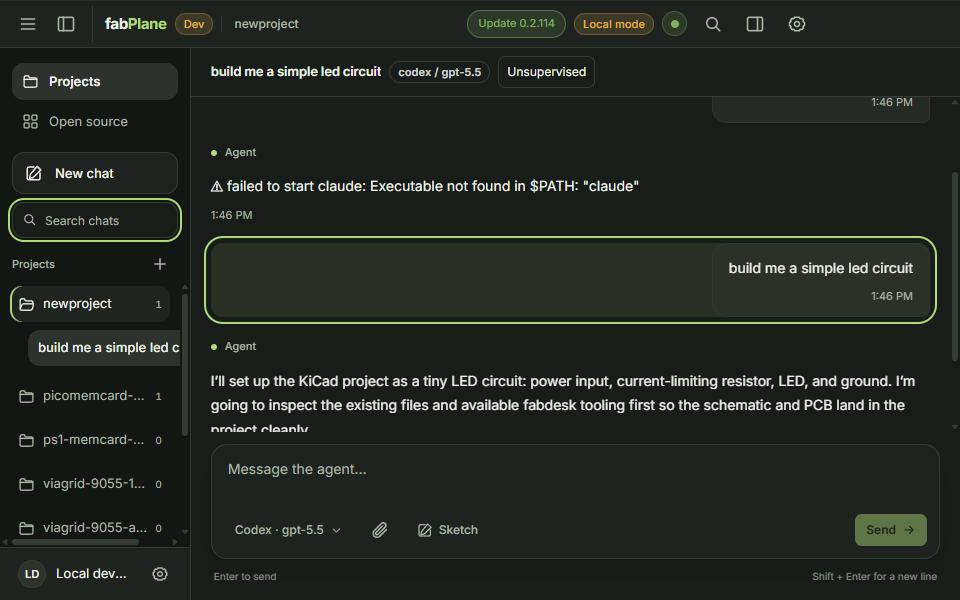 fabPlane Dev newproject Update 0.2.114 Local mode
Projects
Open source
New chat
Search chats
Projects
newproject 1
build me a simple led c
picomemcard-... 1
ps1-memcard-... 0
viagrid-9055-1... 0
viagrid-9055-a... 0
LD Local dev...
build me a simple led circuit codex / gpt-5.5 Unsupervised
1:46 PM
Agent
⚠ failed to start claude: Executable not found in $PATH: "claude"
1:46 PM
build me a simple led circuit
1:46 PM
Agent
I’ll set up the KiCad project as a tiny LED circuit: power input, current-limiting resistor, LED, and ground. I’m
going to inspect the existing files and available fabdesk tooling first so the schematic and PCB land in the
project cleanly
Message the agent...
Codex · gpt-5.5 Sketch Send →
Enter to send Shift + Enter for a new line